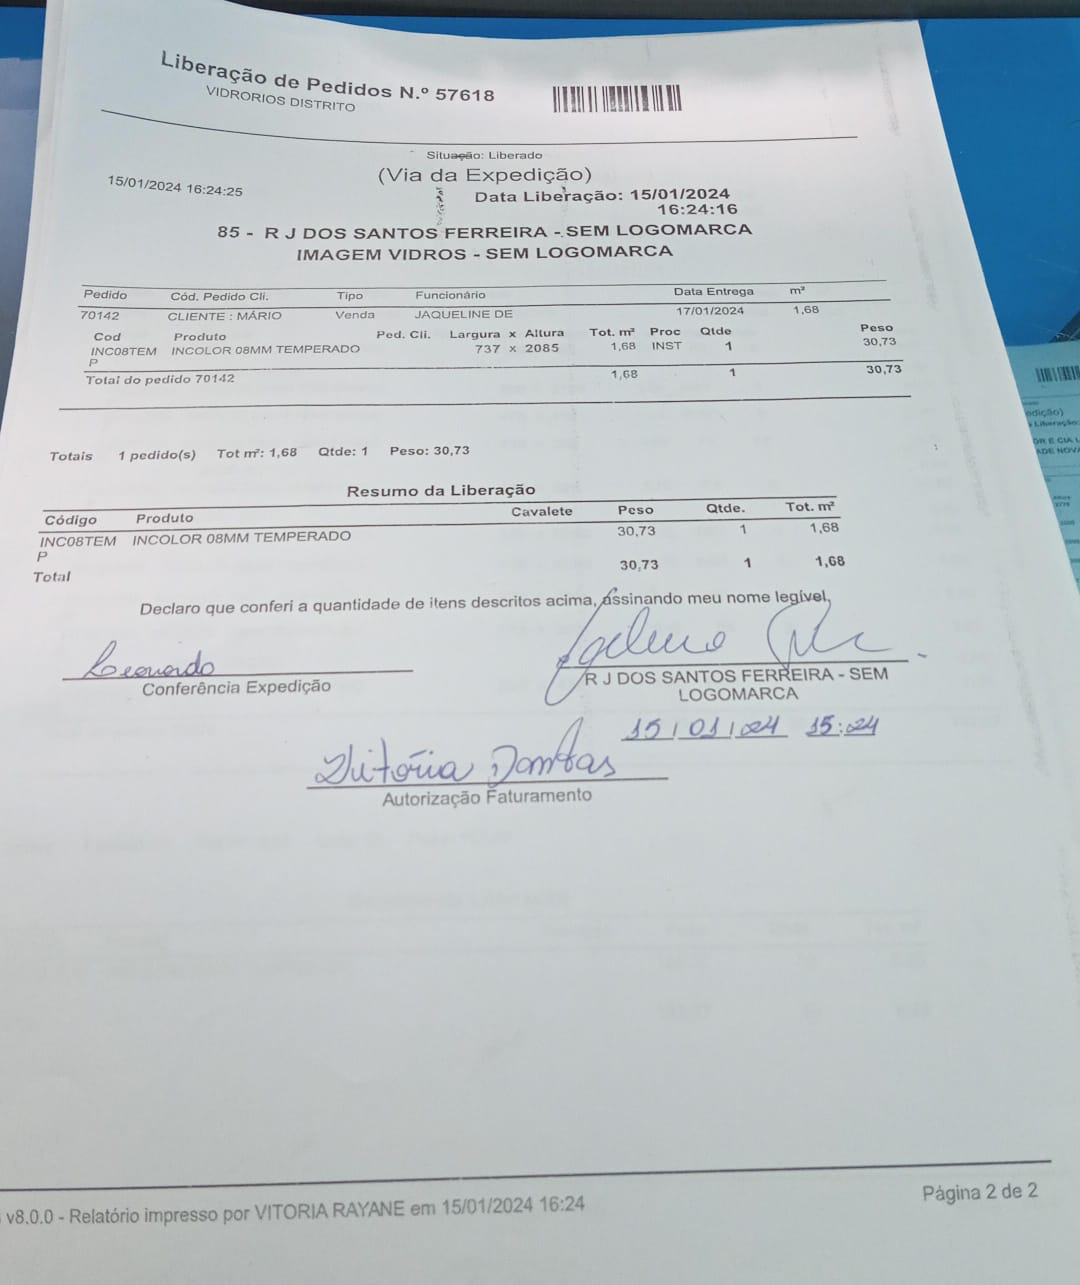 Liberação de Pedidos N.º 57618
VIDRORIOS DISTRITO
Situação: Liberado
(Via da Expedição)
15/01/2024 16:24:25
Data Liberação: 15/01/2024
16:24:16
85 - R J DOS SANTOS FERREIRA - SEM LOGOMARCA
IMAGEM VIDROS - SEM LOGOMARCA
Pedido Cód. Pedido Cli. Tipo Funcionário Data Entrega m²
70142 CLIENTE : MÁRIO Venda JAQUELINE DE 17/01/2024 1,68
Cod Produto Ped. Cli. Largura x Altura Tot. m² Proc Qtde Peso
INC08TEM INCOLOR 08MM TEMPERADO 737 x 2085 1,68 INST 1 30,73
P
Total do pedido 70142 1,68 1 30,73
Totais 1 pedido(s) Tot m²: 1,68 Qtde: 1 Peso: 30,73
Resumo da Liberação
Código Produto Cavalete Peso Qtde. Tot. m²
INC08TEM INCOLOR 08MM TEMPERADO 30,73 1 1,68
P
Total 30,73 1 1,68
Declaro que conferi a quantidade de itens descritos acima, assinando meu nome legível.
Leonardo
Conferência Expedição
R J DOS SANTOS FERREIRA - SEM
LOGOMARCA
15/01/24 15:24
Vitória Dantas
Autorização Faturamento
v8.0.0 - Relatório impresso por VITORIA RAYANE em 15/01/2024 16:24
Página 2 de 2
edição)
Liberação: